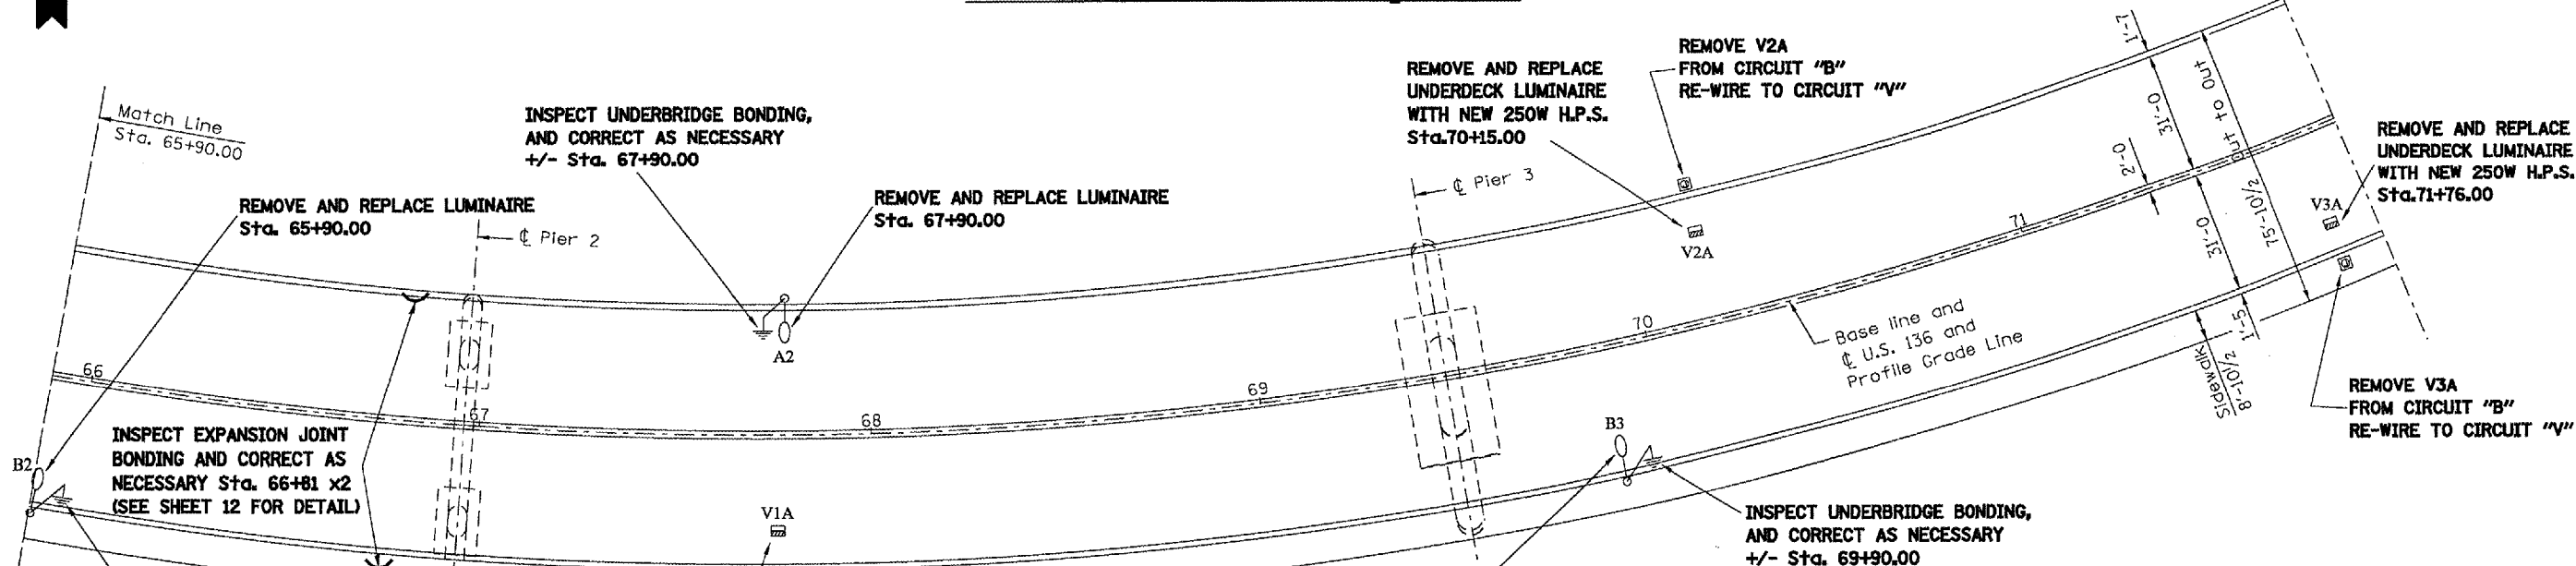 REMOVE V2A
FROM CIRCUIT "B"
RE-WIRE TO CIRCUIT "V"
REMOVE AND REPLACE
UNDERDECK LUMINAIRE
WITH NEW 250W H.P.S.
Sta.70+15.00
1'-7
Match Line
Sta. 65+90.00
INSPECT UNDERBRIDGE BONDING,
AND CORRECT AS NECESSARY
+/- Sta. 67+90.00
31'-0
75'-10½ Out to Out
2'-0
31'-0
REMOVE AND REPLACE
UNDERDECK LUMINAIRE
WITH NEW 250W H.P.S.
Sta.71+76.00
V3A
REMOVE AND REPLACE LUMINAIRE
Sta. 65+90.00
REMOVE AND REPLACE LUMINAIRE
Sta. 67+90.00
℄ Pier 2
℄ Pier 3
V2A
71
A2
70
69
66
67
68
Base line and
℄ U.S. 136 and
Profile Grade Line
1'-5
Sidewalk
8'-10½
REMOVE V3A
FROM CIRCUIT "B"
RE-WIRE TO CIRCUIT "V"
B2
INSPECT EXPANSION JOINT
BONDING AND CORRECT AS
NECESSARY Sta. 66+81 x2
(SEE SHEET 12 FOR DETAIL)
V1A
B3
INSPECT UNDERBRIDGE BONDING,
AND CORRECT AS NECESSARY
+/- Sta. 69+90.00